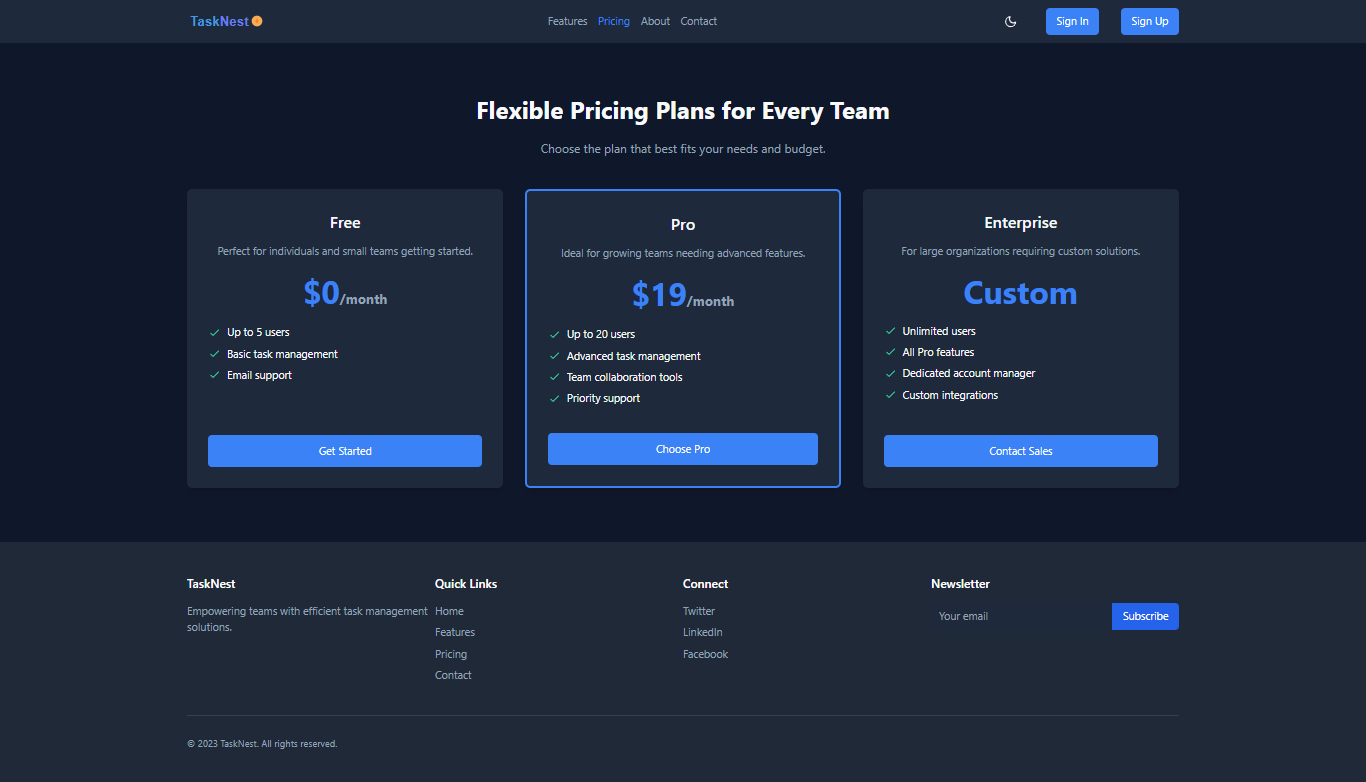 TaskNest
Features Pricing About Contact
Sign In
Sign Up
Flexible Pricing Plans for Every Team
Choose the plan that best fits your needs and budget.
Free
Perfect for individuals and small teams getting started.
$0/month
Up to 5 users
Basic task management
Email support
Get Started
Pro
Ideal for growing teams needing advanced features.
$19/month
Up to 20 users
Advanced task management
Team collaboration tools
Priority support
Choose Pro
Enterprise
For large organizations requiring custom solutions.
Custom
Unlimited users
All Pro features
Dedicated account manager
Custom integrations
Contact Sales
TaskNest
Empowering teams with efficient task management
solutions.
Quick Links
Home
Features
Pricing
Contact
Connect
Twitter
LinkedIn
Facebook
Newsletter
Your email
Subscribe
© 2023 TaskNest. All rights reserved.